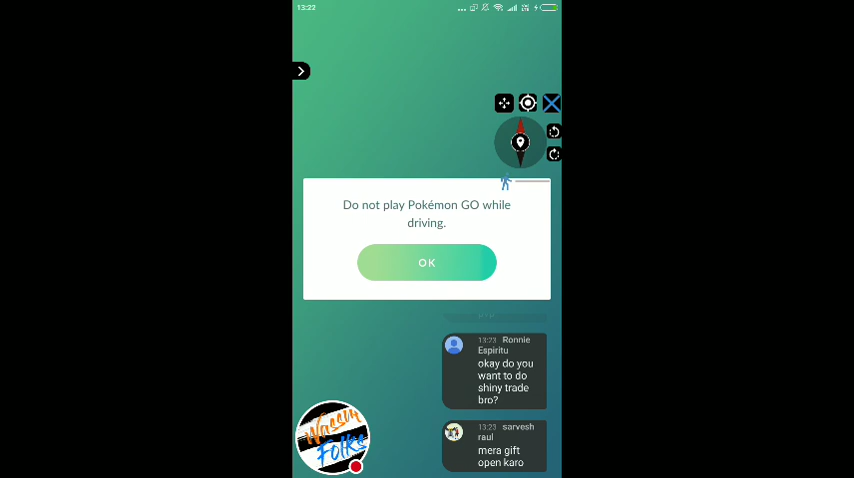 13:22
Do not play Pokémon GO while
driving.
OK
13:23 Ronnie
Espiritu
okay do you
want to do
shiny trade
bro?
Wassup
Folks
13:23 sarvesh
raul
mera gift
open karo